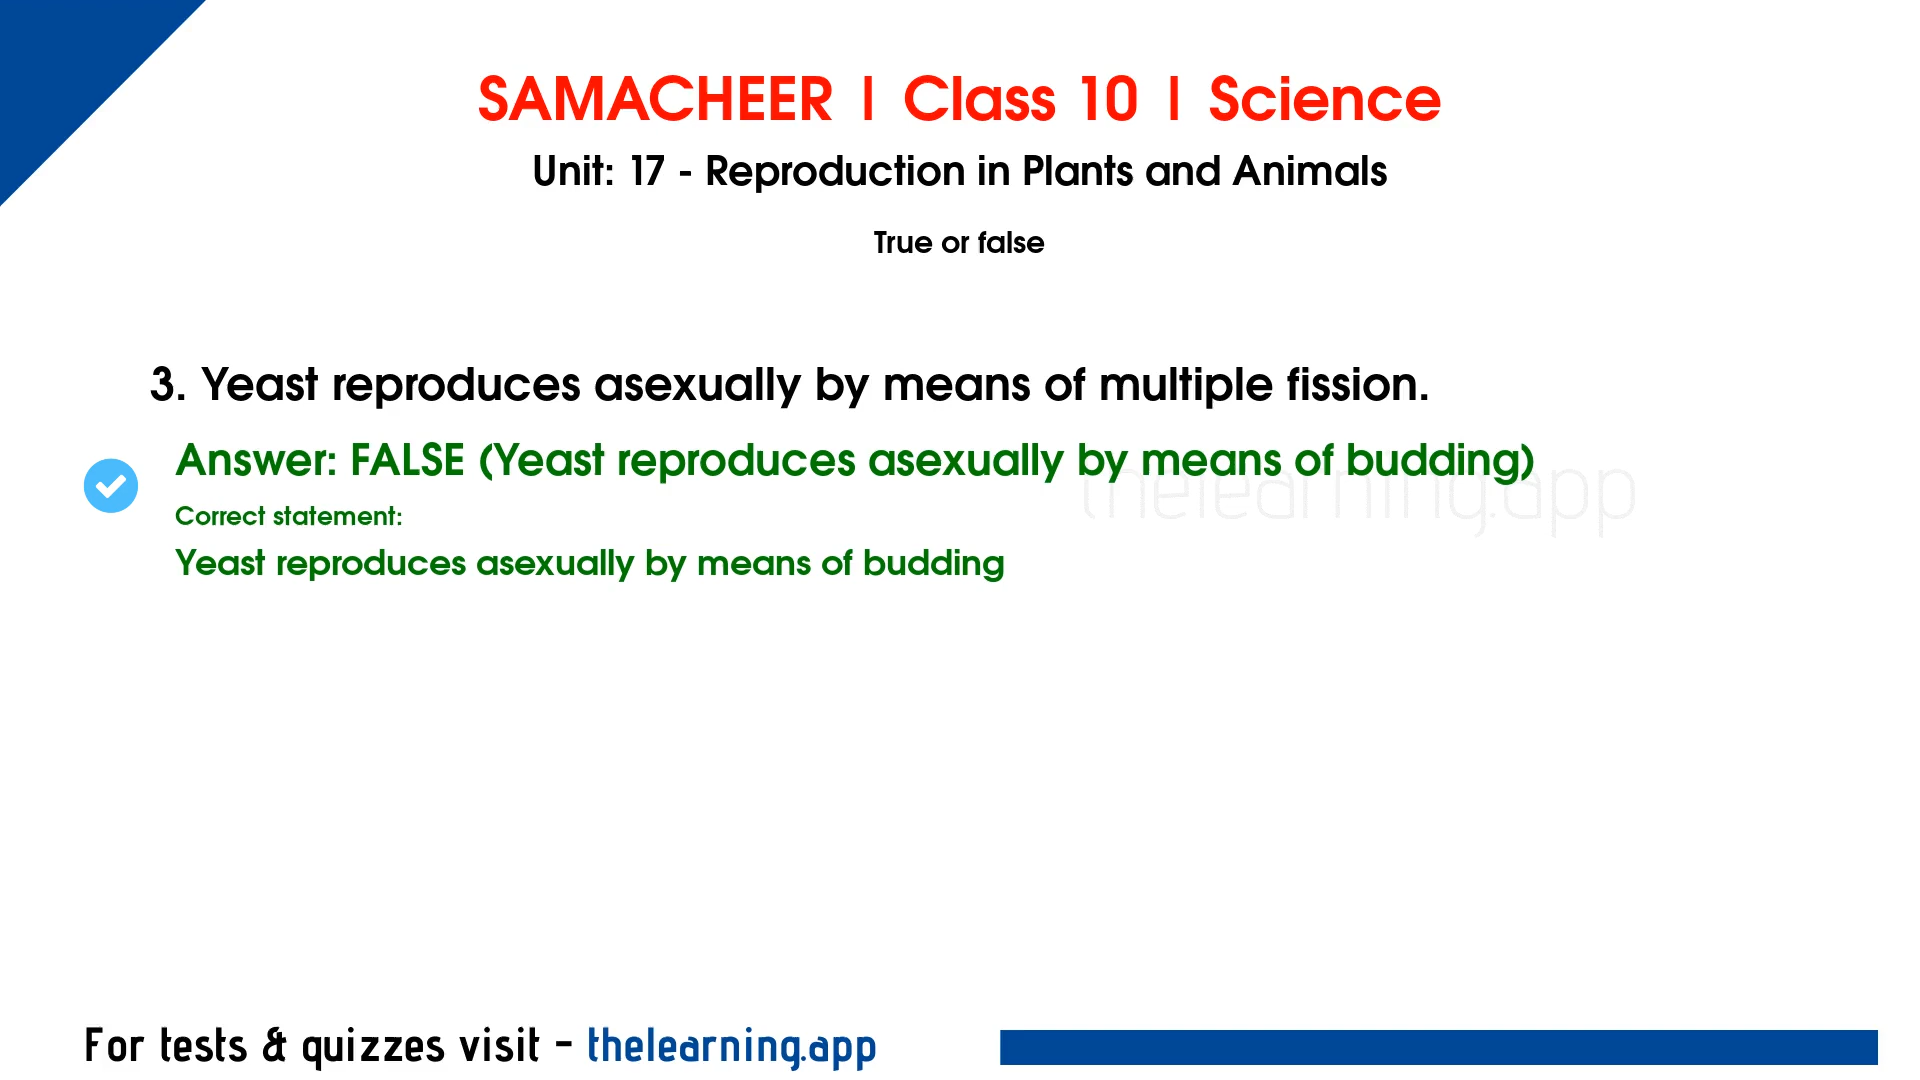 SAMACHEER | Class 10 | Science
Unit: 17 - Reproduction in Plants and Animals
True or false
3. Yeast reproduces asexually by means of multiple fission.
Answer: FALSE (Yeast reproduces asexually by means of budding)
thelearning.app
Correct statement:
Yeast reproduces asexually by means of budding
For tests & quizzes visit - thelearning.app